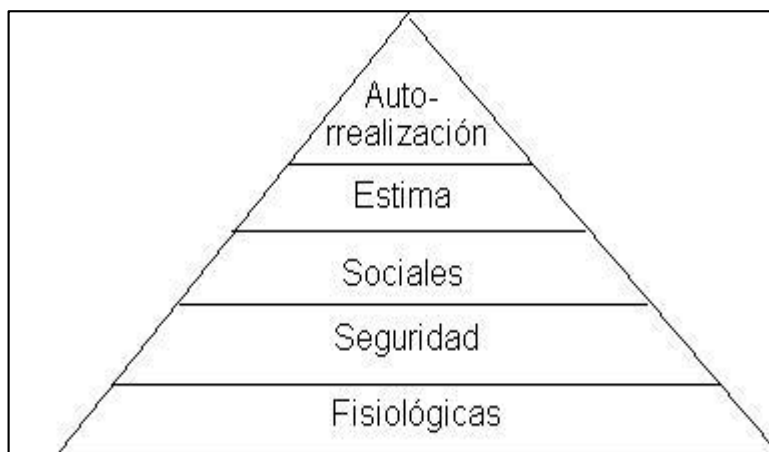 Auto-
rrealización
Estima
Sociales
Seguridad
Fisiológicas